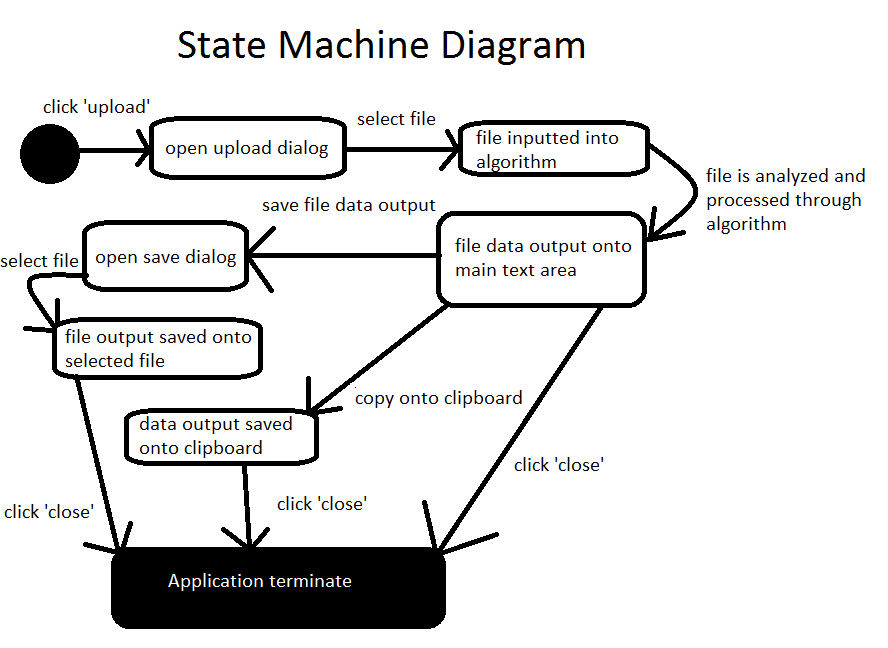 State Machine Diagram
click 'upload'
open upload dialog
select file
file inputted into
algorithm
file is analyzed and
processed through
algorithm
save file data output
file data output onto
main text area
open save dialog
select file
file output saved onto
selected file
copy onto clipboard
data output saved
onto clipboard
click 'close'
click 'close'
click 'close'
Application terminate